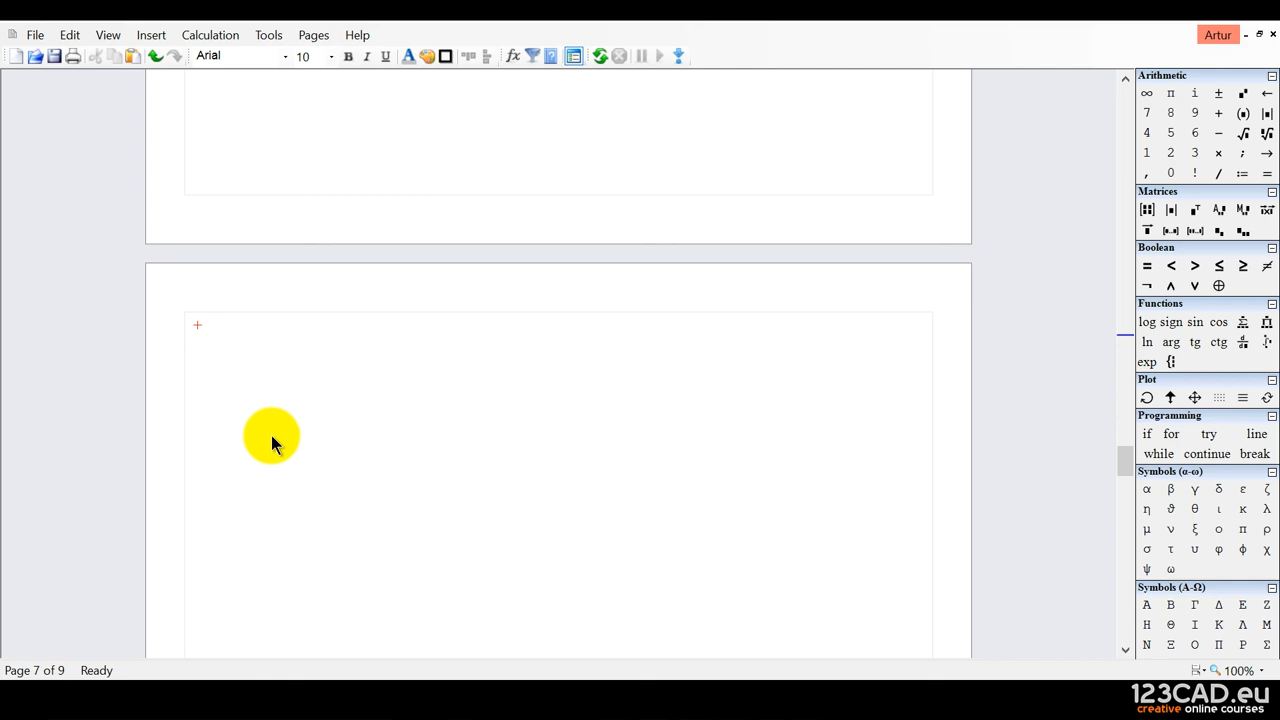 File Edit View Insert Calculation Tools Pages Help Artur
Arial 10 B I U A fx
Arithmetic
∞ π i ±
7 8 9 +
4 5 6 −
1 2 3 × ; →
, 0 ! / := =
Matrices
Boolean
= < > ≤ ≥ ≠
¬ ∧ ∨ ⊕
Functions
log sign sin cos
ln arg tg ctg
exp
Plot
Programming
if for try line
while continue break
Symbols (α-ω)
α β γ δ ε ζ
η ϑ θ ι κ λ
μ ν ξ ο π ρ
σ τ υ φ ϕ χ
ψ ω
Symbols (Α-Ω)
Α Β Γ Δ Ε Ζ
Η Θ Ι Κ Λ Μ
Ν Ξ Ο Π Ρ Σ
Page 7 of 9 Ready 100%
123CAD.eu
creative online courses